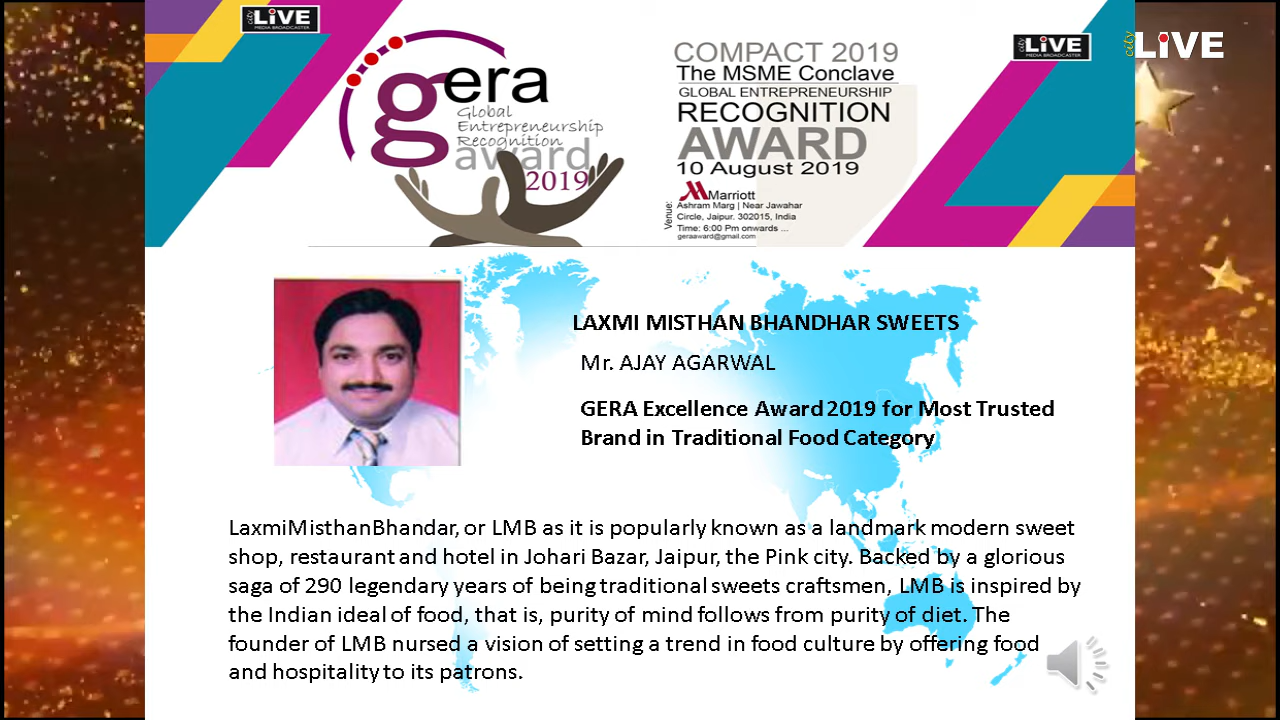 city LiVE
MEDIA BROADCASTER
gera
Global
Entrepreneurship
Recognition
award
2019
COMPACT 2019
The MSME Conclave
GLOBAL ENTREPRENEURSHIP
RECOGNITION
AWARD
10 August 2019
Venue:
Marriott
Ashram Marg | Near Jawahar
Circle, Jaipur. 302015, India
Time: 6:00 Pm onwards ...
geraaward@gmail.com
city LiVE
MEDIA BROADCASTER
city LiVE
LAXMI MISTHAN BHANDHAR SWEETS
Mr. AJAY AGARWAL
GERA Excellence Award 2019 for Most Trusted
Brand in Traditional Food Category
LaxmiMisthanBhandar, or LMB as it is popularly known as a landmark modern sweet
shop, restaurant and hotel in Johari Bazar, Jaipur, the Pink city. Backed by a glorious
saga of 290 legendary years of being traditional sweets craftsmen, LMB is inspired by
the Indian ideal of food, that is, purity of mind follows from purity of diet. The
founder of LMB nursed a vision of setting a trend in food culture by offering food
and hospitality to its patrons.